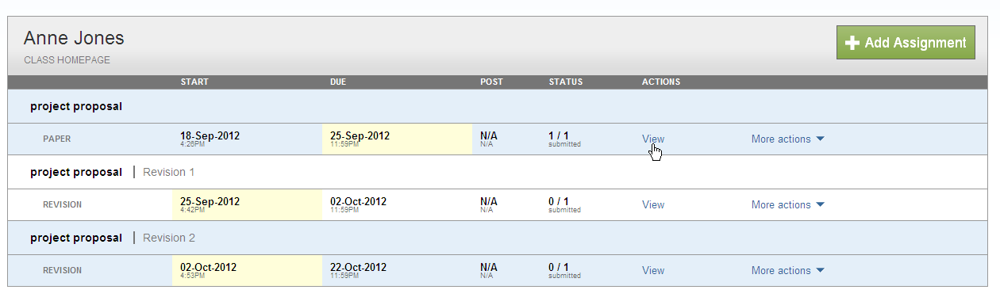 Anne Jones
+ Add Assignment
CLASS HOMEPAGE
START DUE POST STATUS ACTIONS
project proposal
PAPER 18-Sep-2012 25-Sep-2012 N/A 1 / 1 View More actions
4:26PM 11:59PM N/A submitted
project proposal | Revision 1
REVISION 25-Sep-2012 02-Oct-2012 N/A 0 / 1 View More actions
4:42PM 11:59PM N/A submitted
project proposal | Revision 2
REVISION 02-Oct-2012 22-Oct-2012 N/A 0 / 1 View More actions
4:53PM 11:59PM N/A submitted